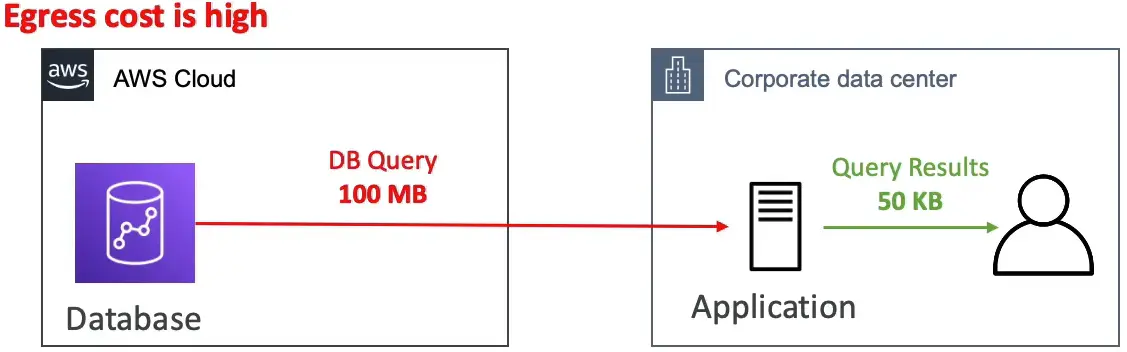 Egress cost is high
aws
AWS Cloud
Corporate data center
DB Query
100 MB
Query Results
50 KB
Database
Application